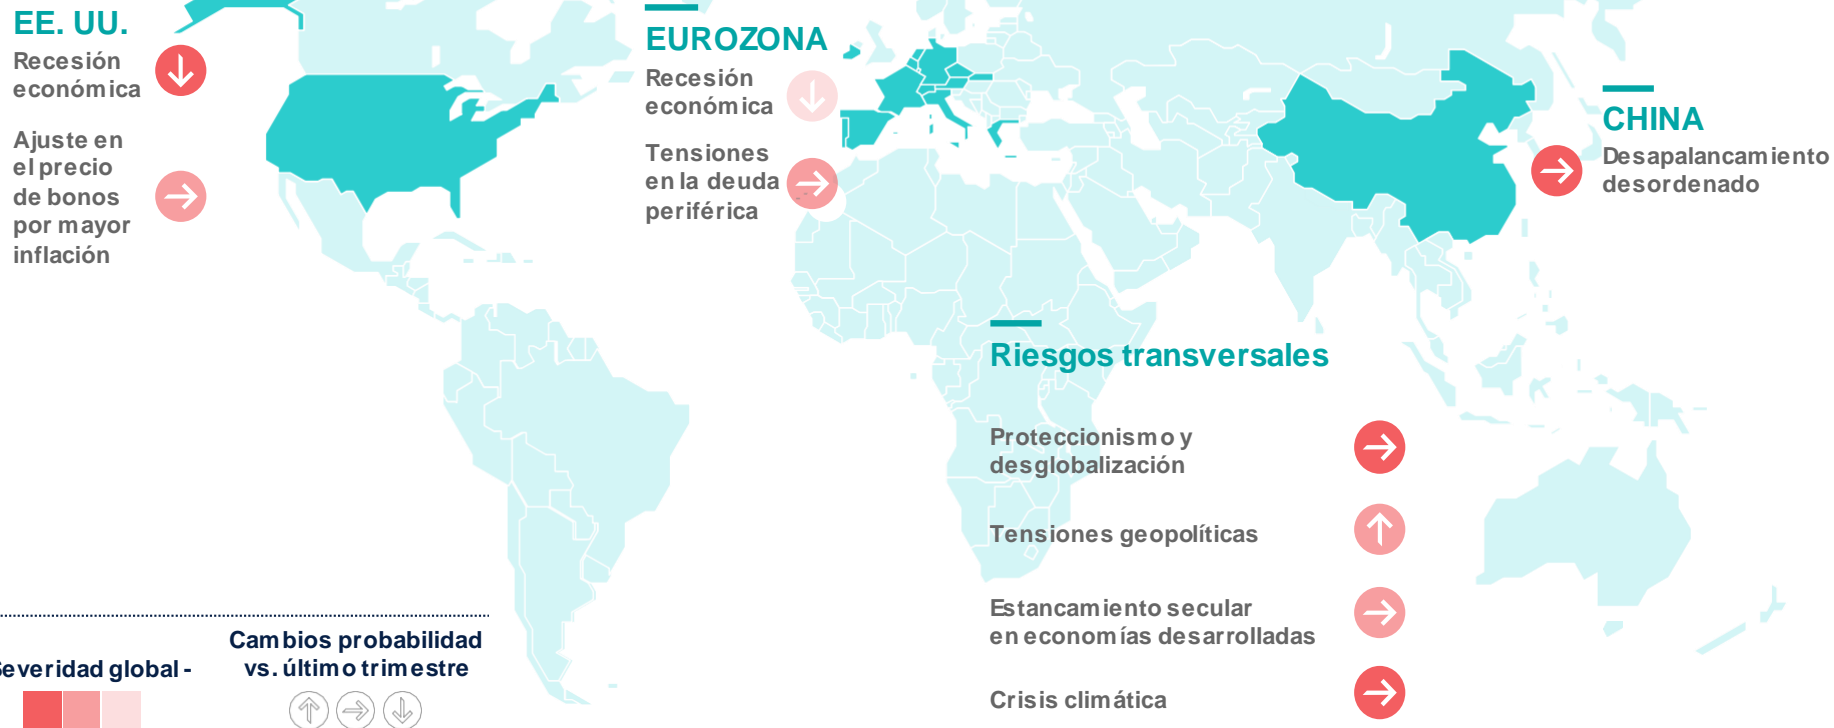 EE. UU.
Recesión
económica
Ajuste en
el precio
de bonos
por mayor
inflación
EUROZONA
Recesión
económica
Tensiones
en la deuda
periférica
CHINA
Desapalancamiento
desordenado
Riesgos transversales
Proteccionismo y
desglobalización
Tensiones geopolíticas
Estancamiento secular
en economías desarrolladas
Crisis climática
Severidad global -
Cambios probabilidad
vs. último trimestre